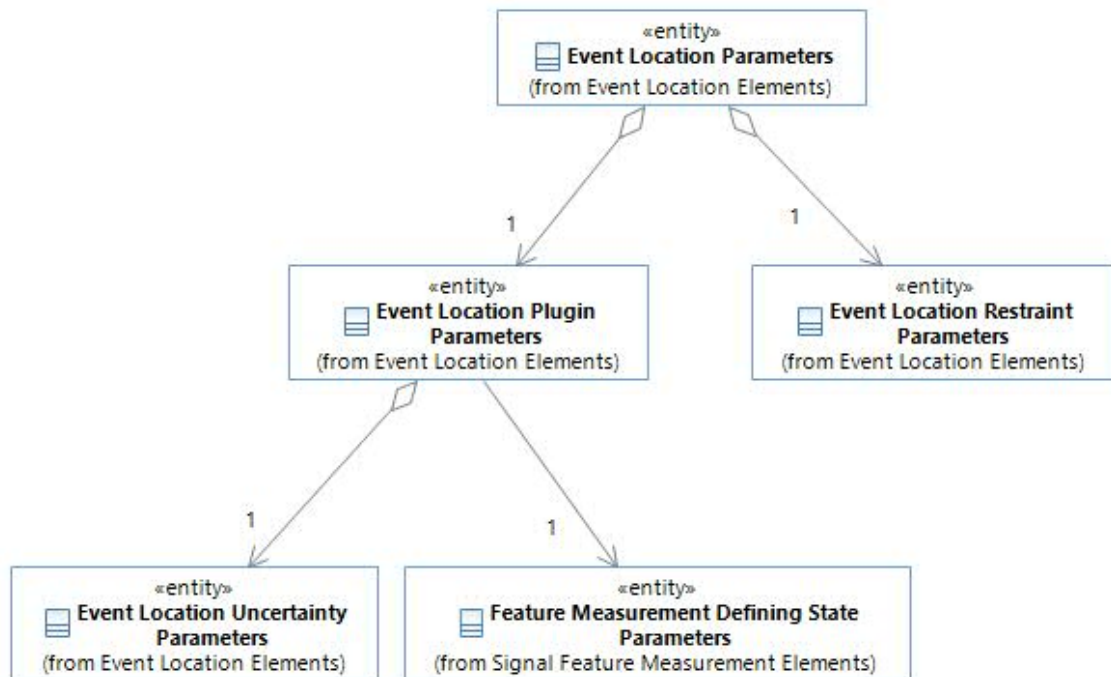 «entity»
Event Location Parameters
(from Event Location Elements)
1
1
«entity»
Event Location Plugin
Parameters
(from Event Location Elements)
«entity»
Event Location Restraint
Parameters
(from Event Location Elements)
1
1
«entity»
Event Location Uncertainty
Parameters
(from Event Location Elements)
«entity»
Feature Measurement Defining State
Parameters
(from Signal Feature Measurement Elements)